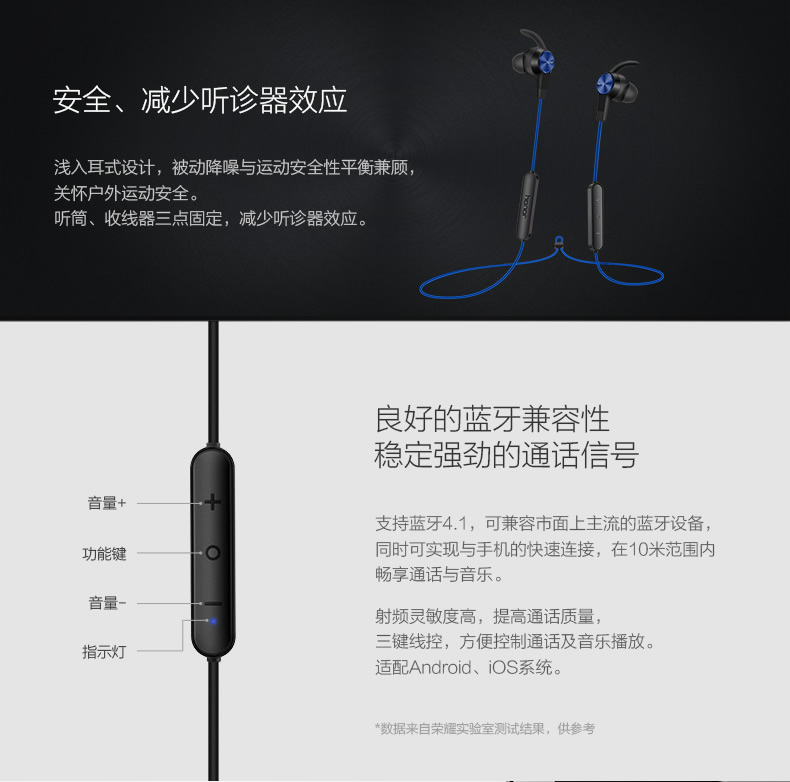 安全、减少听诊器效应
浅入耳式设计，被动降噪与运动安全性平衡兼顾，
关怀户外运动安全。
听筒、收线器三点固定，减少听诊器效应。
honor
良好的蓝牙兼容性
稳定强劲的通话信号
音量+
功能键
音量-
指示灯
支持蓝牙4.1，可兼容市面上主流的蓝牙设备，
同时可实现与手机的快速连接，在10米范围内
畅享通话与音乐。
射频灵敏度高，提高通话质量，
三键线控，方便控制通话及音乐播放。
适配Android、iOS系统。
*数据来自荣耀实验室测试结果，供参考